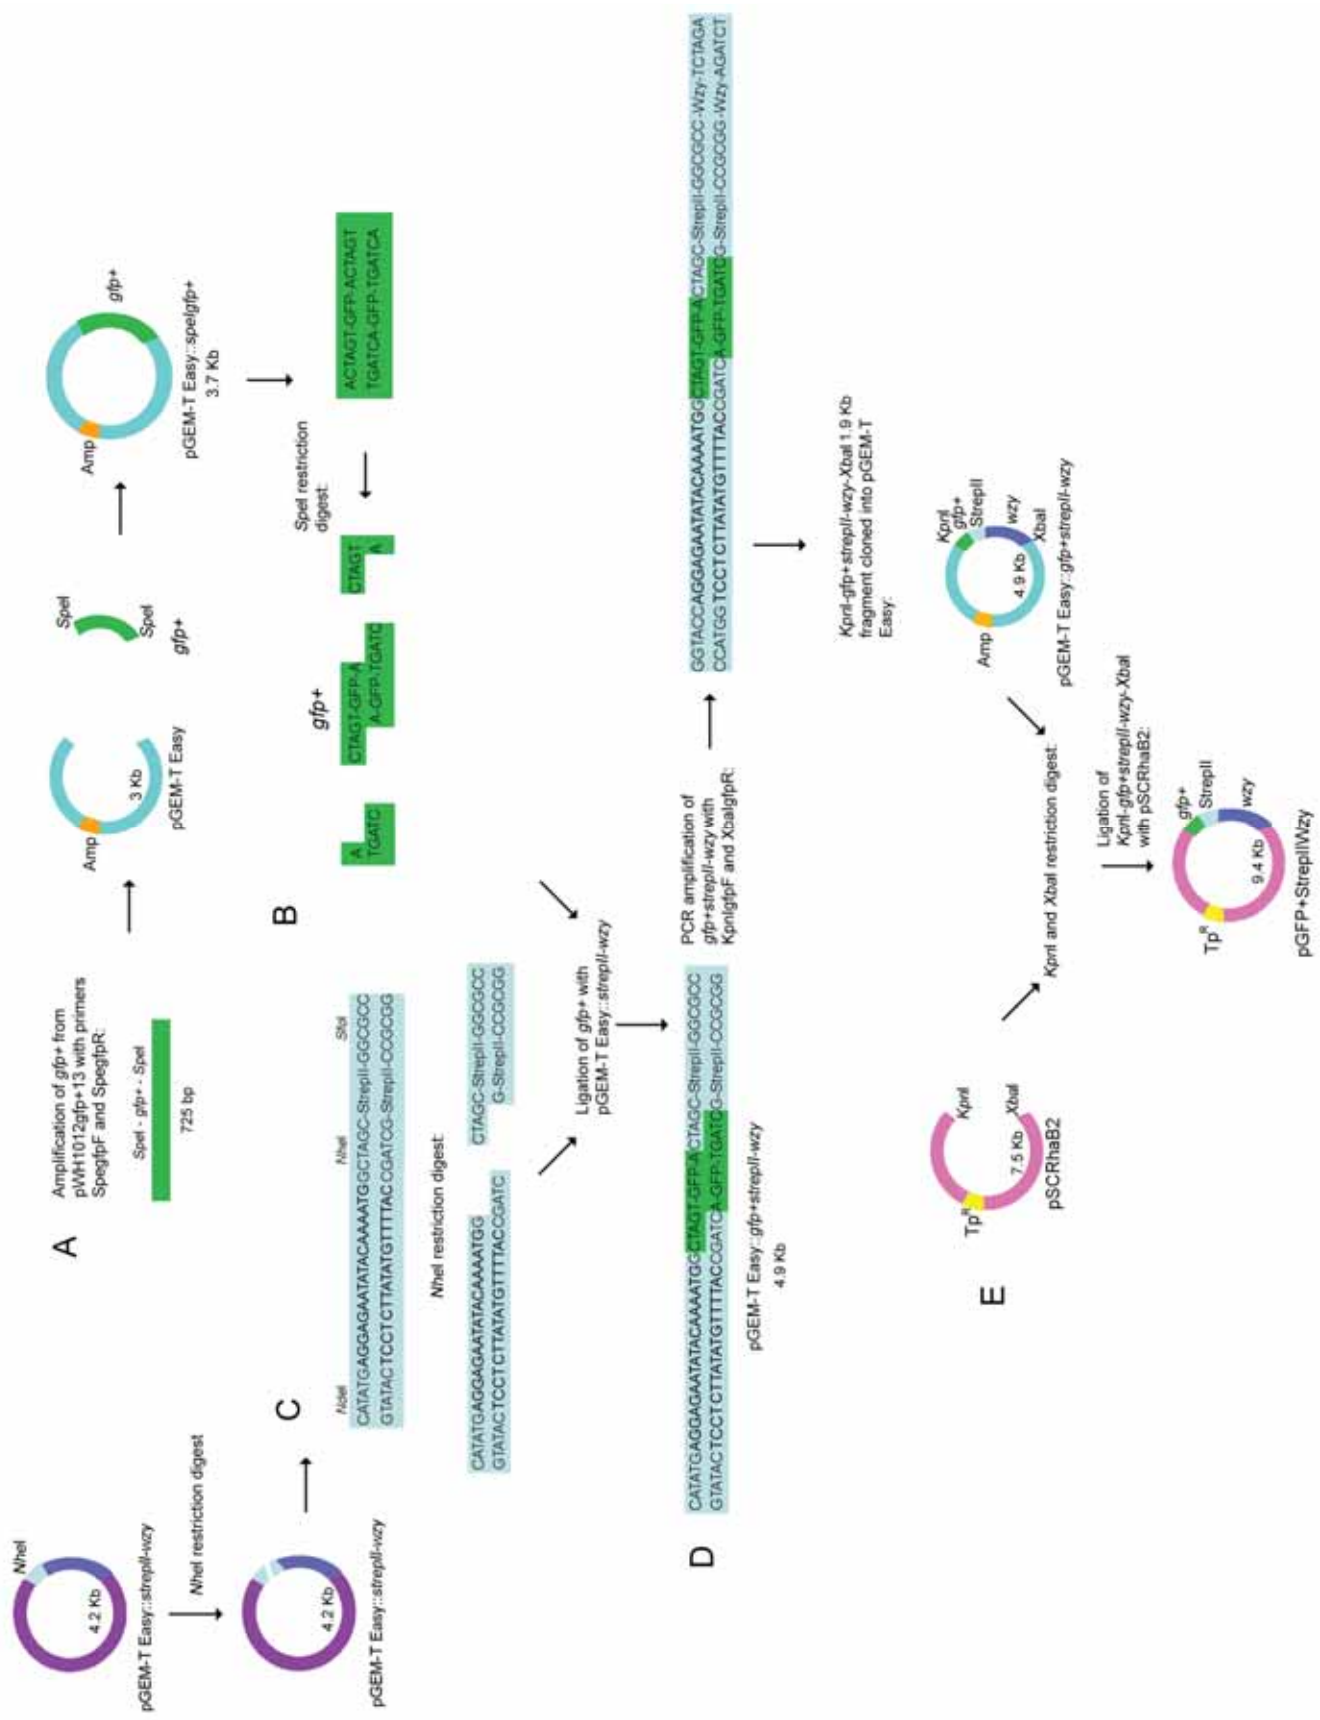 A
Amplification of gfp+ from
pWH1012gfp+13 with primers
SpegfpF and SpegfpR:
SpeI - gfp+ - SpeI
725 bp
Amp
3 Kb
pGEM-T Easy
SpeI
SpeI
gfp+
Amp
gfp+
pGEM-T Easy::speIgfp+
3.7 Kb
NheI
4.2 Kb
pGEM-T Easy::strepII-wzy
NheI restriction digest
4.2 Kb
pGEM-T Easy::strepII-wzy
B
SpeI restriction
digest:
ACTAGT-GFP-ACTAGT
TGATCA-GFP-TGATCA
gfp+
A
TGATC
CTAGT-GFP-A
A-GFP-TGATC
CTAGT
A
C
NdeI
NheI
SfoI
CATATGAGGAGAATATACAAAATGGCTAGC-StrepII-GGCGCC
GTATACTCCTCTTATATGTTTTACCGATCG-StrepII-CCGCGG
NheI restriction digest:
CATATGAGGAGAATATACAAAATGG
GTATACTCCTCTTATATGTTTTACCGATC
CTAGC-StrepII-GGCGCC
G-StrepII-CCGCGG
Ligation of gfp+ with
pGEM-T Easy::strepII-wzy
D
CATATGAGGAGAATATACAAAATGGCTAGT-GFP-ACTAGC-StrepII-GGCGCC
GTATACTCCTCTTATATGTTTTACCGATCA-GFP-TGATCG-StrepII-CCGCGG
pGEM-T Easy::gfp+strepII-wzy
4.9 Kb
PCR amplification of
gfp+strepII-wzy with
KpnIgfpF and XbaIgfpR:
GGTACCAGGAGAATATACAAAATGGCTAGT-GFP-ACTAGC-StrepII-GGCGCC-Wzy-TCTAGA
CCATGGTCCTCTTATATGTTTTACCGATCA-GFP-TGATCG-StrepII-CCGCGG-Wzy-AGATCT
KpnI-gfp+strepII-wzy-XbaI 1.9 Kb
fragment cloned into pGEM-T
Easy:
E
TpR
KpnI
XbaI
7.5 Kb
pSCRhaB2
Amp
KpnI
gfp+
StrepII
wzy
XbaI
4.9 Kb
pGEM-T Easy::gfp+strepII-wzy
KpnI and XbaI restriction digest:
Ligation of
KpnI-gfp+strepII-wzy-XbaI
with pSCRhaB2:
TpR
gfp+
StrepII
wzy
9.4 Kb
pGFP+StrepIIWzy